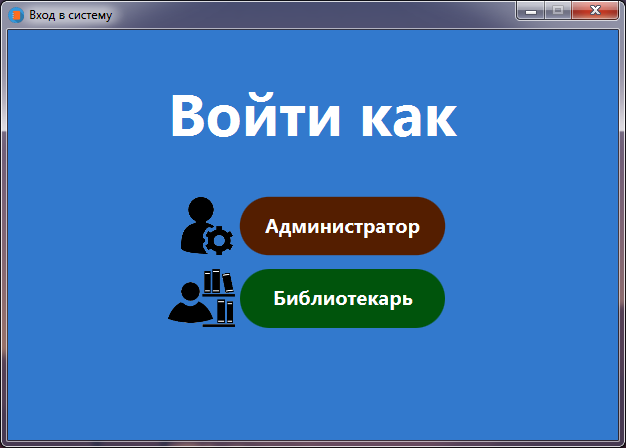 Вход в систему
Войти как
Администратор
Библиотекарь